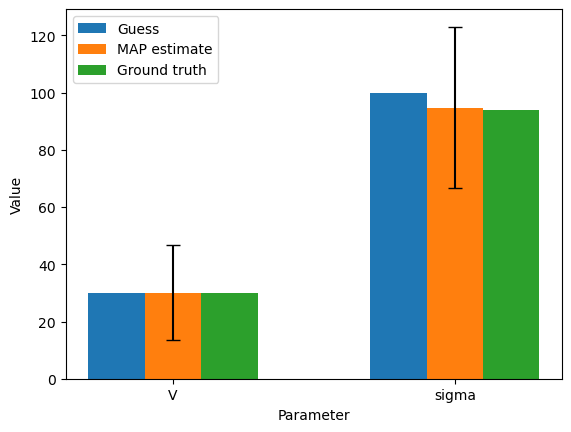 Guess
MAP estimate
Ground truth
120
100
80
60
40
20
0
Value
V
sigma
Parameter